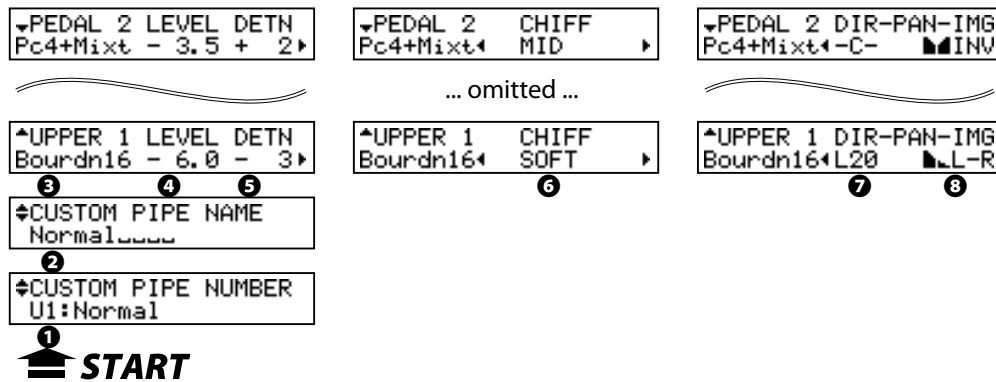 PEDAL 2 LEVEL DETN
Pc4+Mixt - 3.5 + 2
PEDAL 2 CHIFF
Pc4+Mixt MID
PEDAL 2 DIR-PAN-IMG
Pc4+Mixt -C- INV
... omitted ...
UPPER 1 LEVEL DETN
Bourdn16 - 6.0 - 3
UPPER 1 CHIFF
Bourdn16 SOFT
UPPER 1 DIR-PAN-IMG
Bourdn16 L20 L-R
3 4 5
6
7 8
CUSTOM PIPE NAME
Normal
2
CUSTOM PIPE NUMBER
U1:Normal
1
START